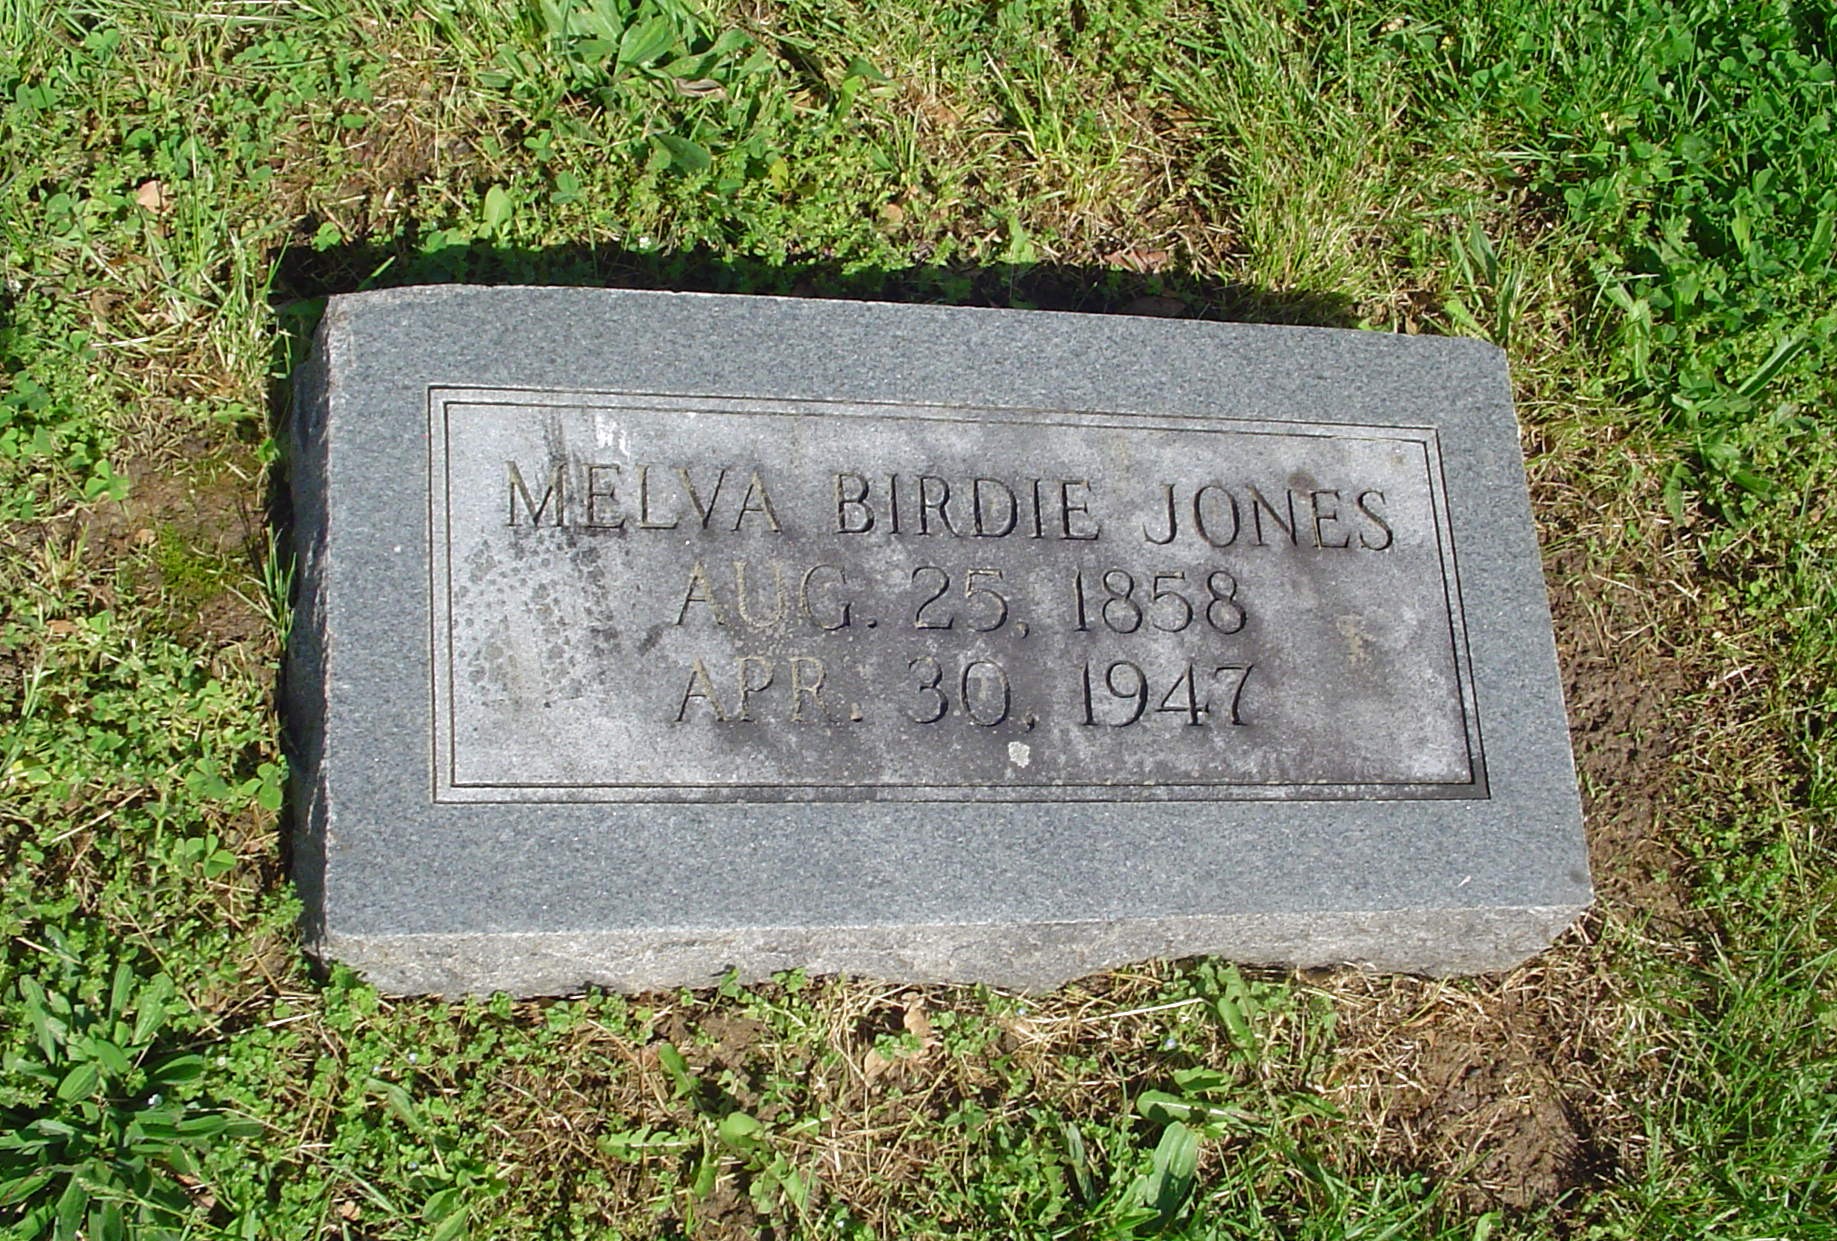 MELVA BIRDIE JONES
AUG. 25, 1858
APR. 30, 1947